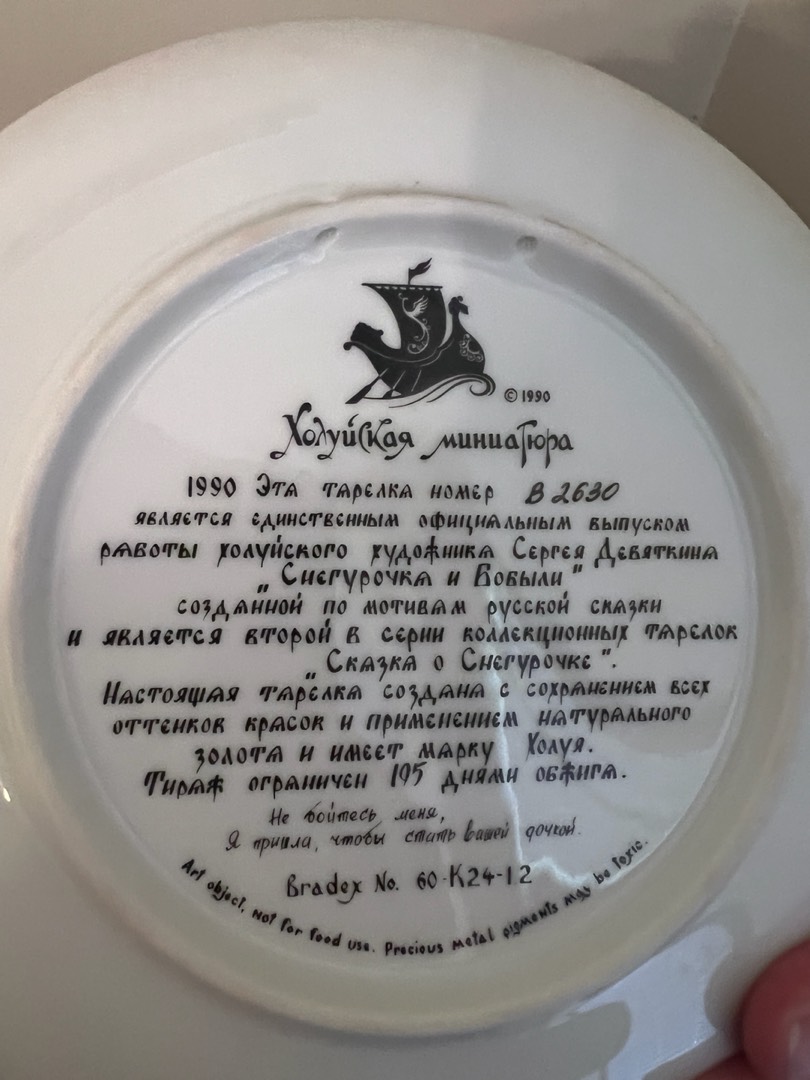 ©1990
Холуйская миниатюра
1990 Эта тарелка номер B 2630
является единственным официальным выпуском
работы холуйского художника Сергея Девяткина
„Снегурочка и Бобыли"
созданной по мотивам русской сказки
и является второй в серии коллекционных тарелок
„Сказка о Снегурочке".
Настоящая тарелка создана с сохранением всех
оттенков красок и применением натурального
золота и имеет марку Холуя.
Тираж ограничен 195 днями обжига.
Не бойтесь меня,
Я пришла, чтобы стать вашей дочкой.
Bradex No. 60-K24-1.2
Art object, not for food use. Precious metal pigments may be toxic.